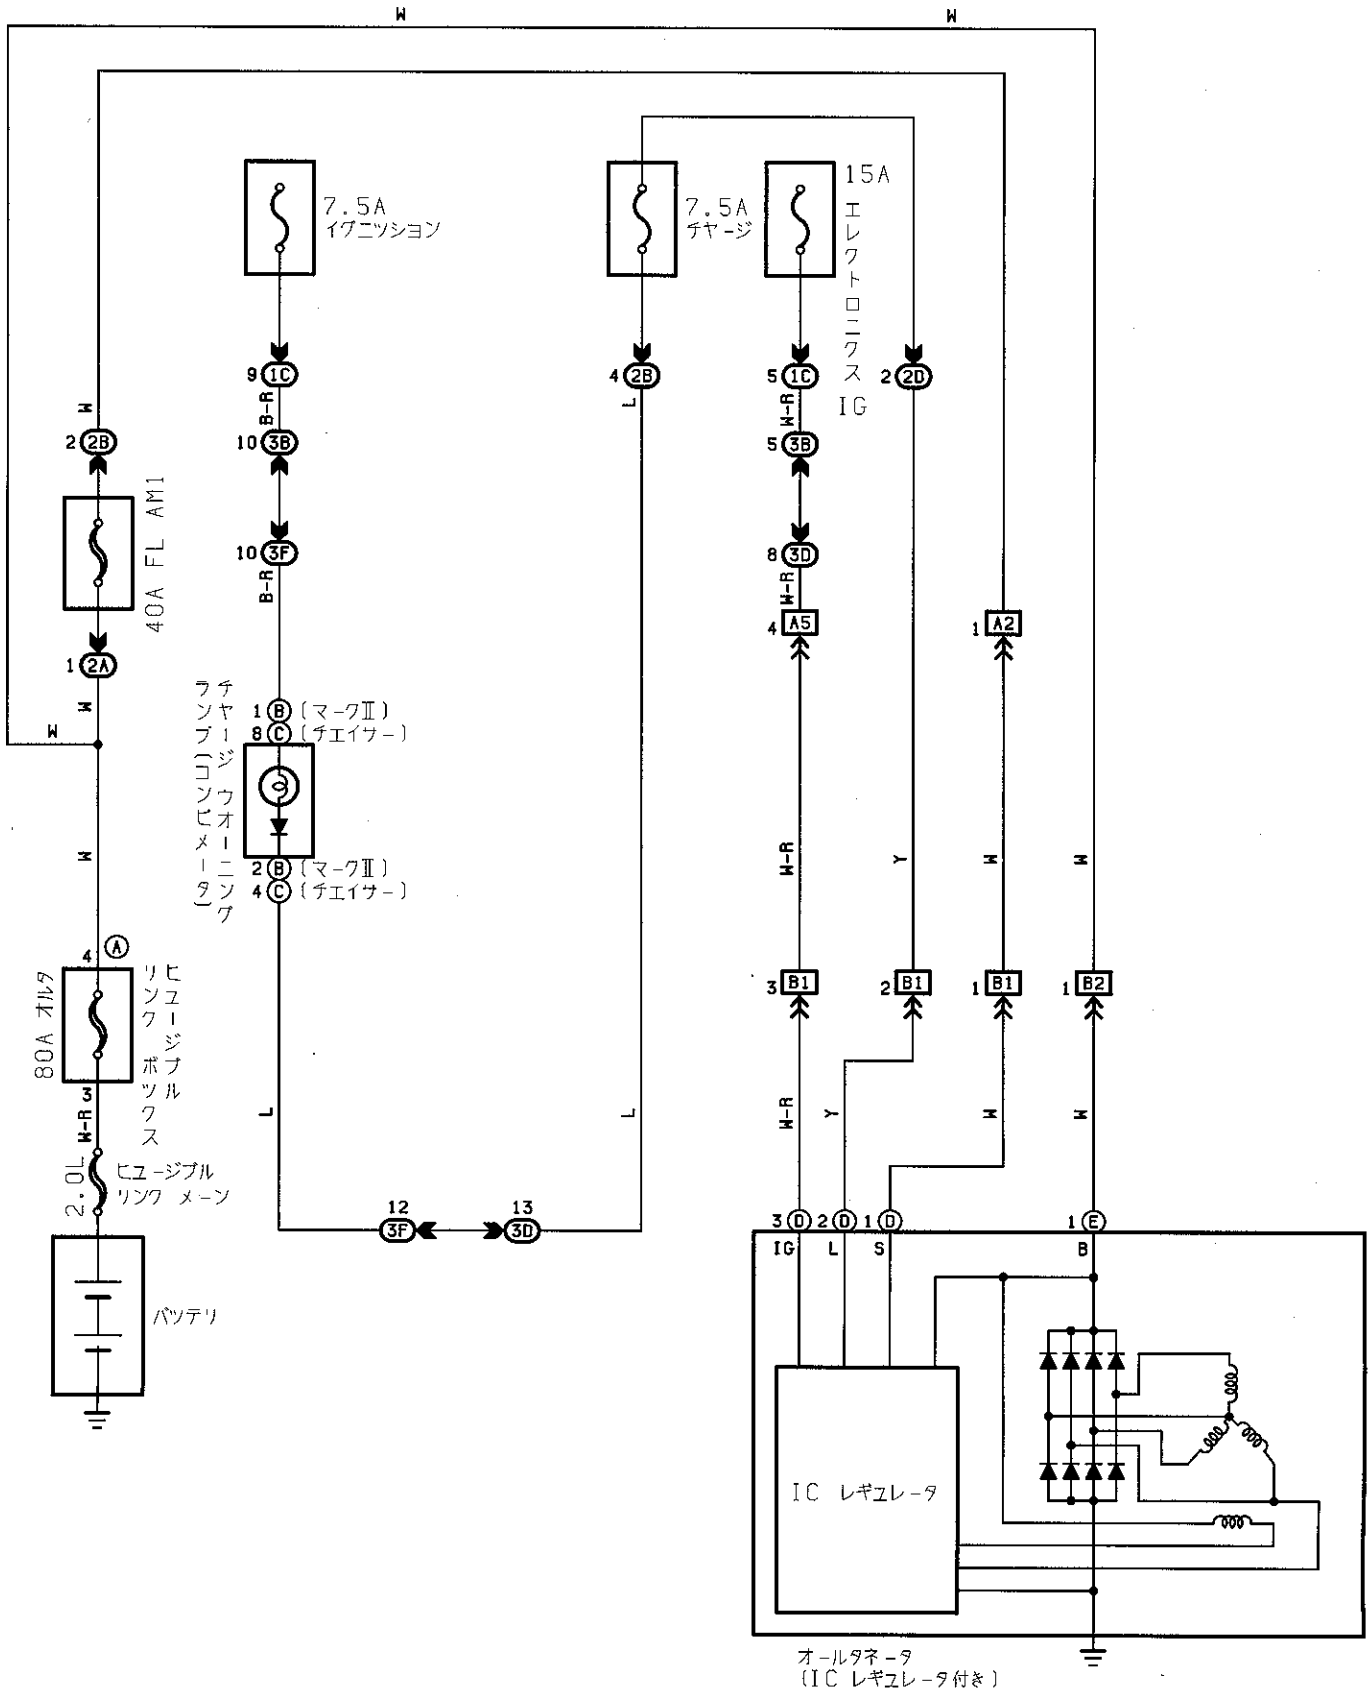 W
W
7.5A
イグニッション
7.5A
チャージ
15A
エレクトロニクス
IG
9 1C
4 2B
5 1C
2 2D
B-R
L
W-R
W
2 2B
10 3B
5 3B
40A FL AM1
10 3F
8 3D
B-R
W-R
4 A5
1 A2
1 2A
W
W
チャージ ウオーニング
ランプ(コンビメータ)
1 B (マークⅡ)
8 C (チェイサー)
2 B (マークⅡ)
4 C (チェイサー)
W
W-R
Y
W
W
4 A
80A オルタ
ヒュージブル
リンク ボックス
3 B1
2 B1
1 B1
1 B2
3
W-R
L
L
W-R
Y
W
W
2.0L
ヒュージブル
リンク メーン
12
3F
13
3D
3 D
2 D
1 D
1 E
IG
L
S
B
バッテリ
IC レギュレータ
オールタネータ
(IC レギュレータ付き)